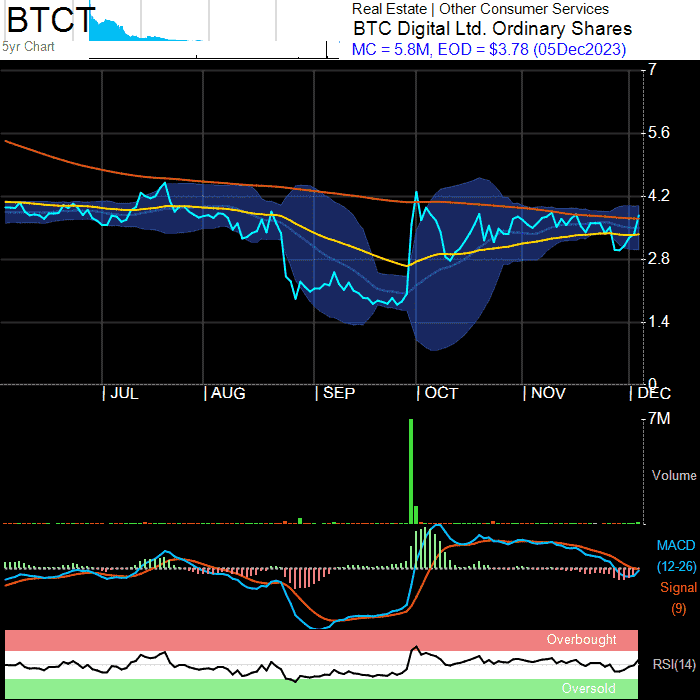 BTCT
5yr Chart
Real Estate | Other Consumer Services
BTC Digital Ltd. Ordinary Shares
MC = 5.8M, EOD = $3.78 (05Dec2023)
7
5.6
4.2
2.8
1.4
0
JUL
AUG
SEP
OCT
NOV
DEC
7M
Volume
MACD
(12-26)
Signal
(9)
Overbought
RSI(14)
Oversold